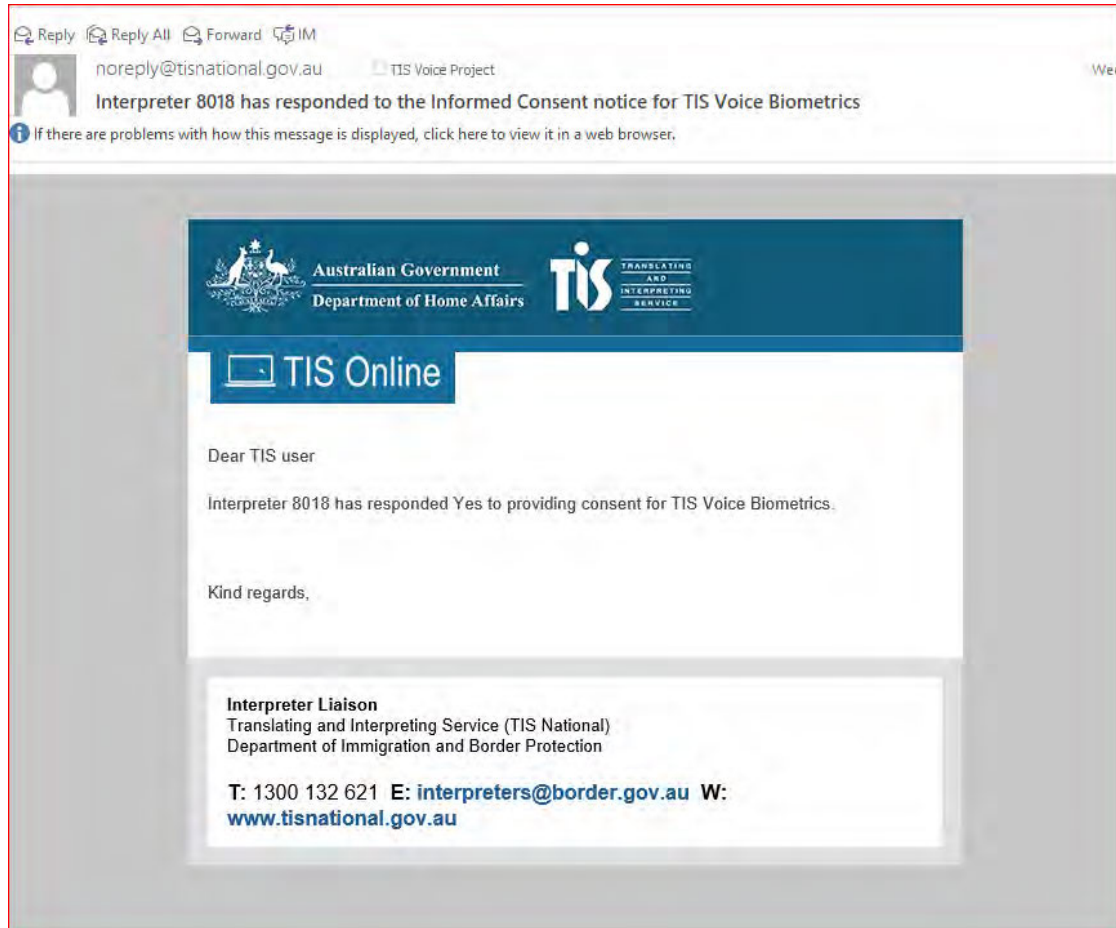 Reply Reply All Forward IM
noreply@tisnational.gov.au TIS Voice Project
Interpreter 8018 has responded to the Informed Consent notice for TIS Voice Biometrics
If there are problems with how this message is displayed, click here to view it in a web browser.
Australian Government
Department of Home Affairs
TIS
TRANSLATING
AND
INTERPRETING
SERVICE
TIS Online
Dear TIS user
Interpreter 8018 has responded Yes to providing consent for TIS Voice Biometrics.
Kind regards,
Interpreter Liaison
Translating and Interpreting Service (TIS National)
Department of Immigration and Border Protection
T: 1300 132 621 E: interpreters@border.gov.au W:
www.tisnational.gov.au